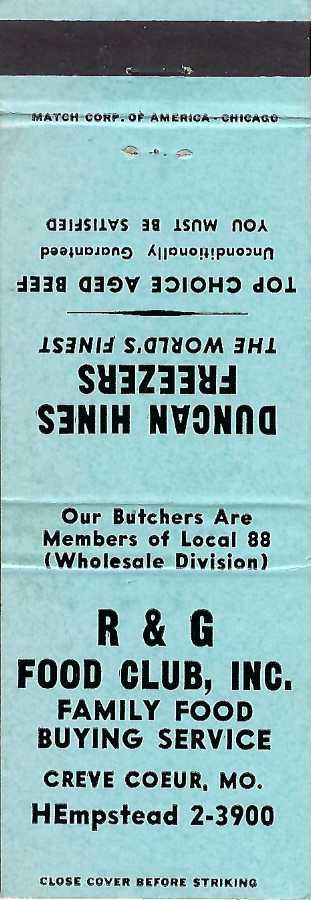 MATCH CORP. OF AMERICA - CHICAGO
DUNCAN HINES
FREEZERS
THE WORLD'S FINEST
TOP CHOICE AGED BEEF
Unconditionally Guaranteed
YOU MUST BE SATISFIED
Our Butchers Are
Members of Local 88
(Wholesale Division)
R & G
FOOD CLUB, INC.
FAMILY FOOD
BUYING SERVICE
CREVE COEUR, MO.
HEmpstead 2-3900
CLOSE COVER BEFORE STRIKING